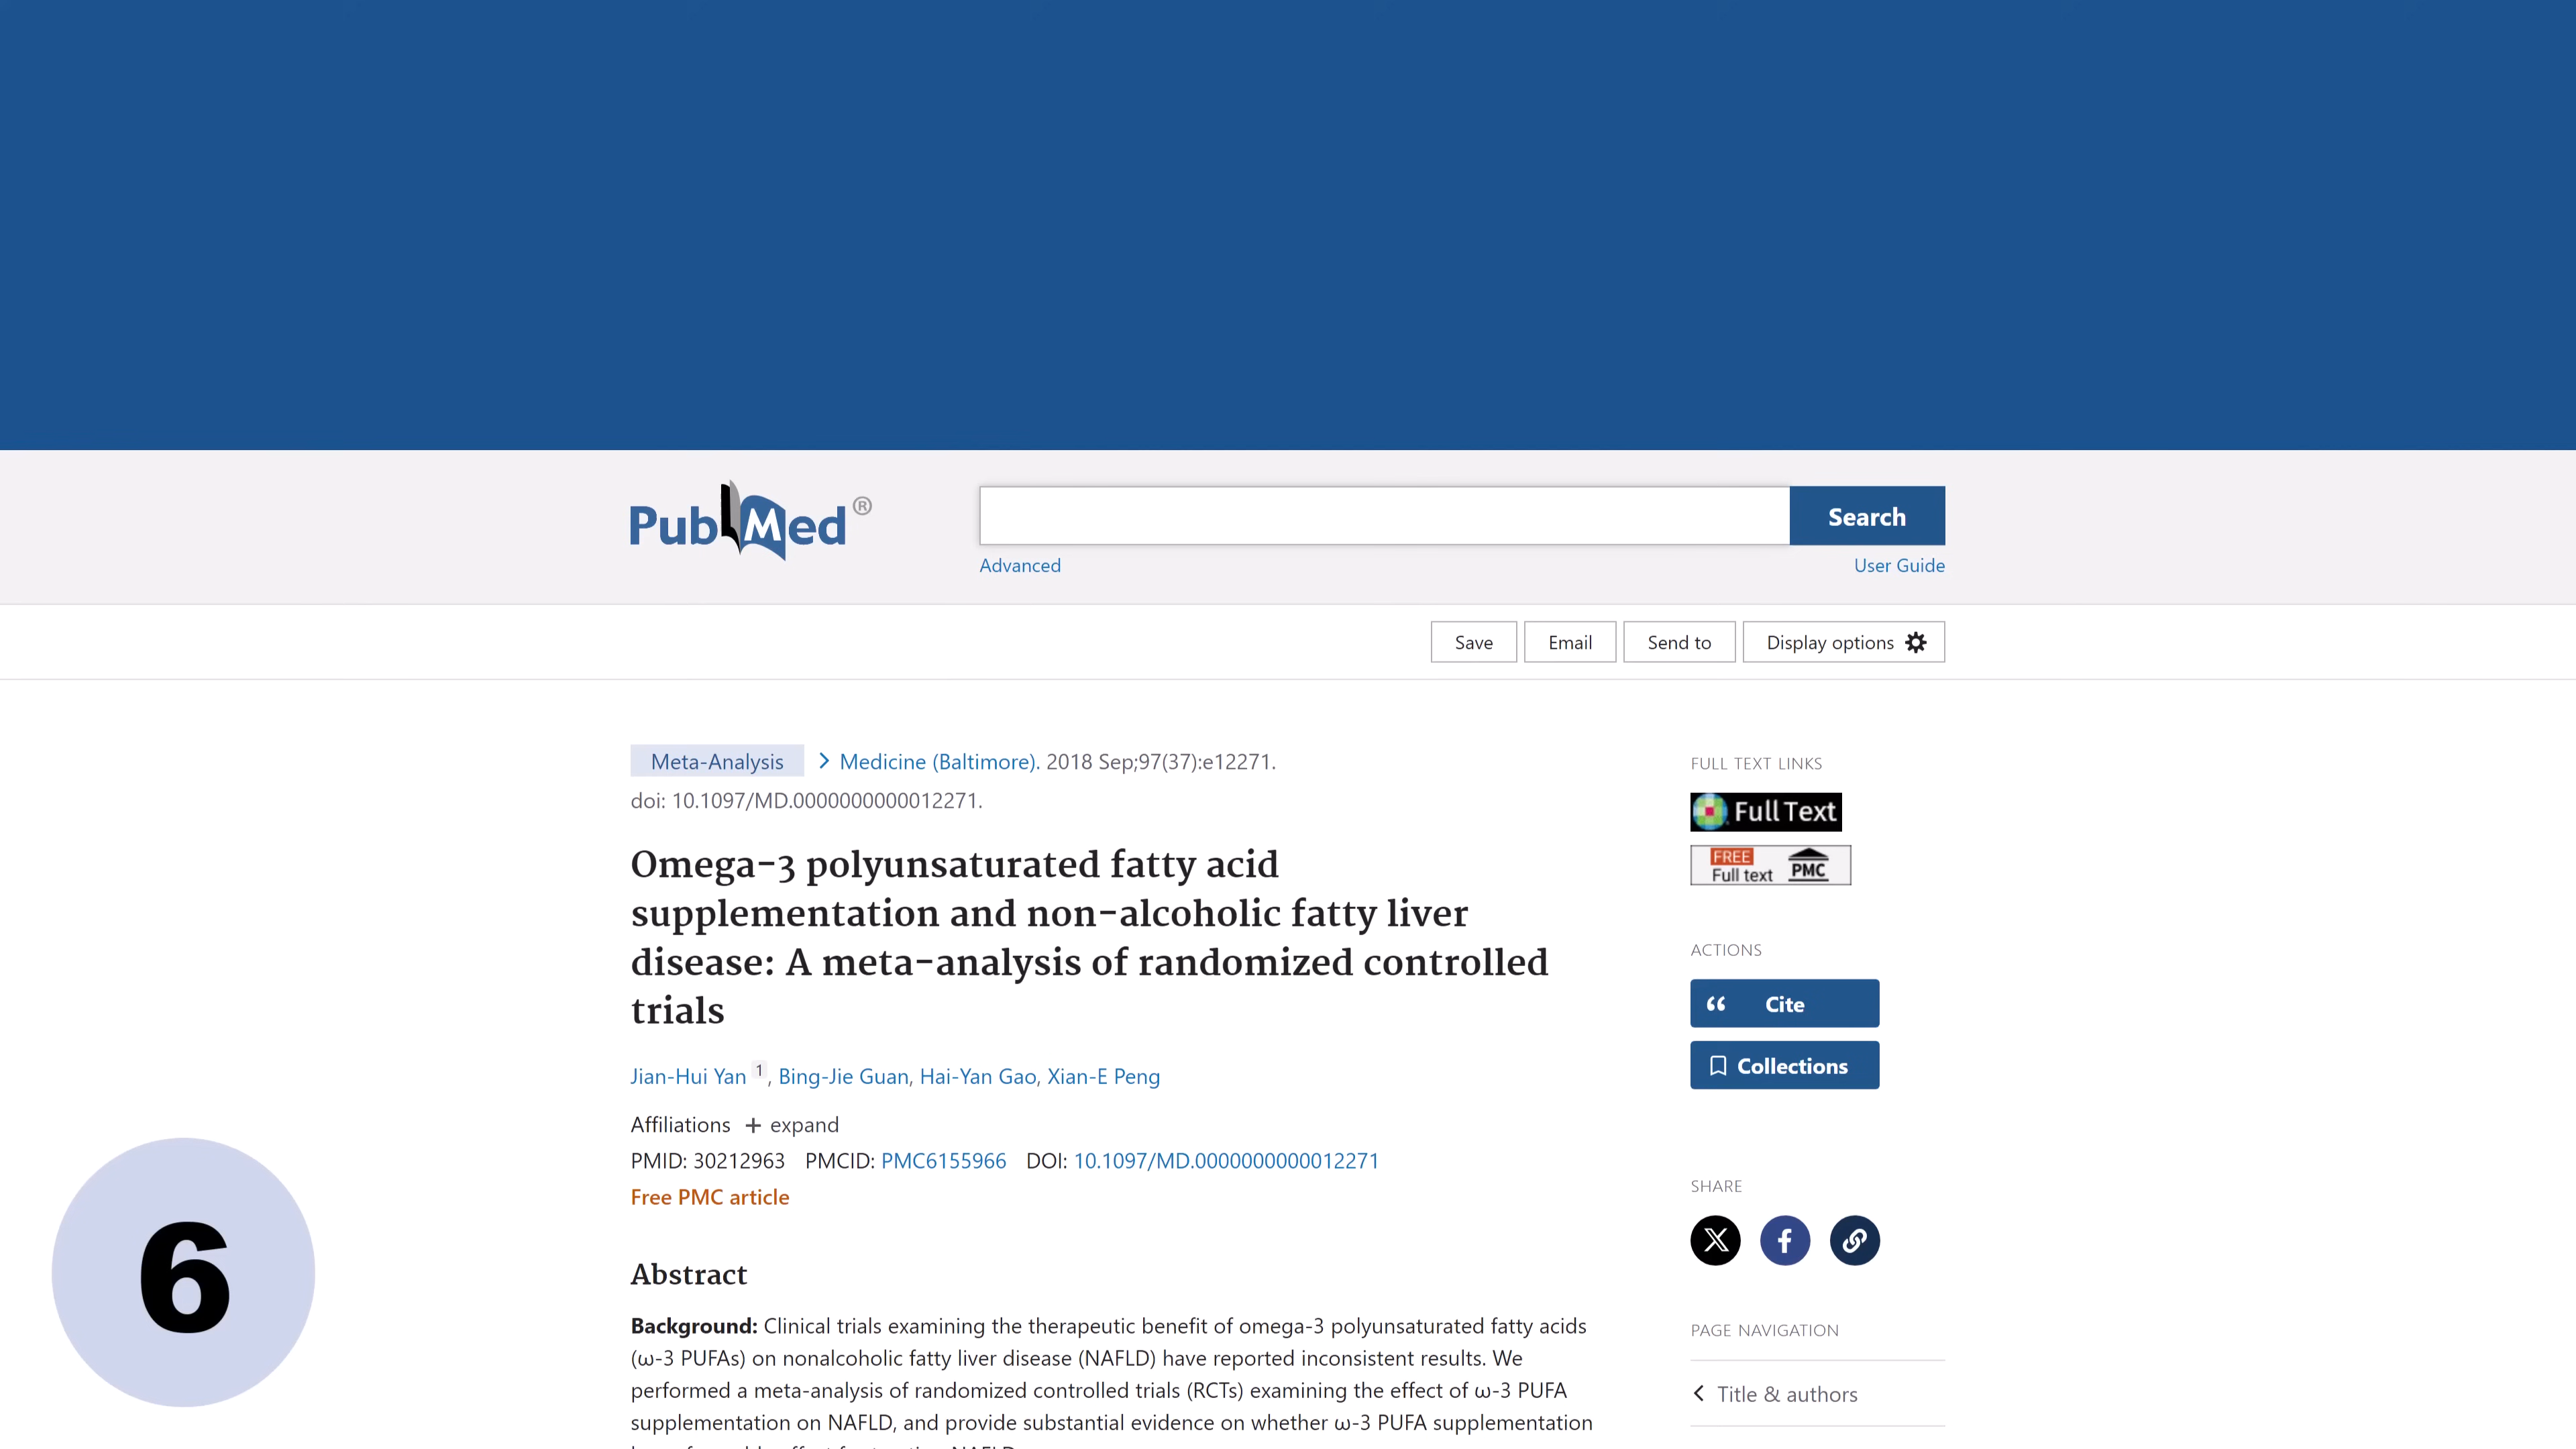 PubMed ®
Search
Advanced
User Guide
Save
Email
Send to
Display options
Meta-Analysis > Medicine (Baltimore). 2018 Sep;97(37):e12271.
doi: 10.1097/MD.0000000000012271.
Omega-3 polyunsaturated fatty acid
supplementation and non-alcoholic fatty liver
disease: A meta-analysis of randomized controlled
trials
Jian-Hui Yan 1, Bing-Jie Guan, Hai-Yan Gao, Xian-E Peng
Affiliations + expand
PMID: 30212963 PMCID: PMC6155966 DOI: 10.1097/MD.0000000000012271
Free PMC article
Abstract
Background: Clinical trials examining the therapeutic benefit of omega-3 polyunsaturated fatty acids
(ω-3 PUFAs) on nonalcoholic fatty liver disease (NAFLD) have reported inconsistent results. We
performed a meta-analysis of randomized controlled trials (RCTs) examining the effect of ω-3 PUFA
supplementation on NAFLD, and provide substantial evidence on whether ω-3 PUFA supplementation
FULL TEXT LINKS
Full Text
FREE
Full text PMC
ACTIONS
Cite
Collections
SHARE
PAGE NAVIGATION
< Title & authors
6